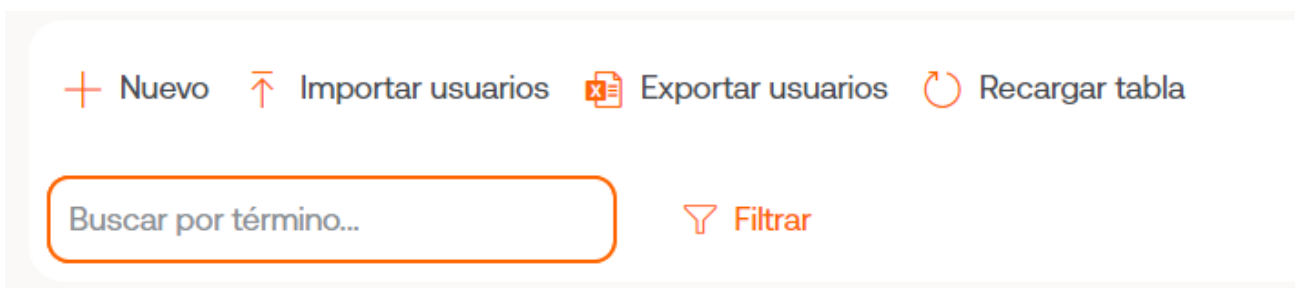 Nuevo Importar usuarios Exportar usuarios Recargar tabla
Buscar por término... Filtrar